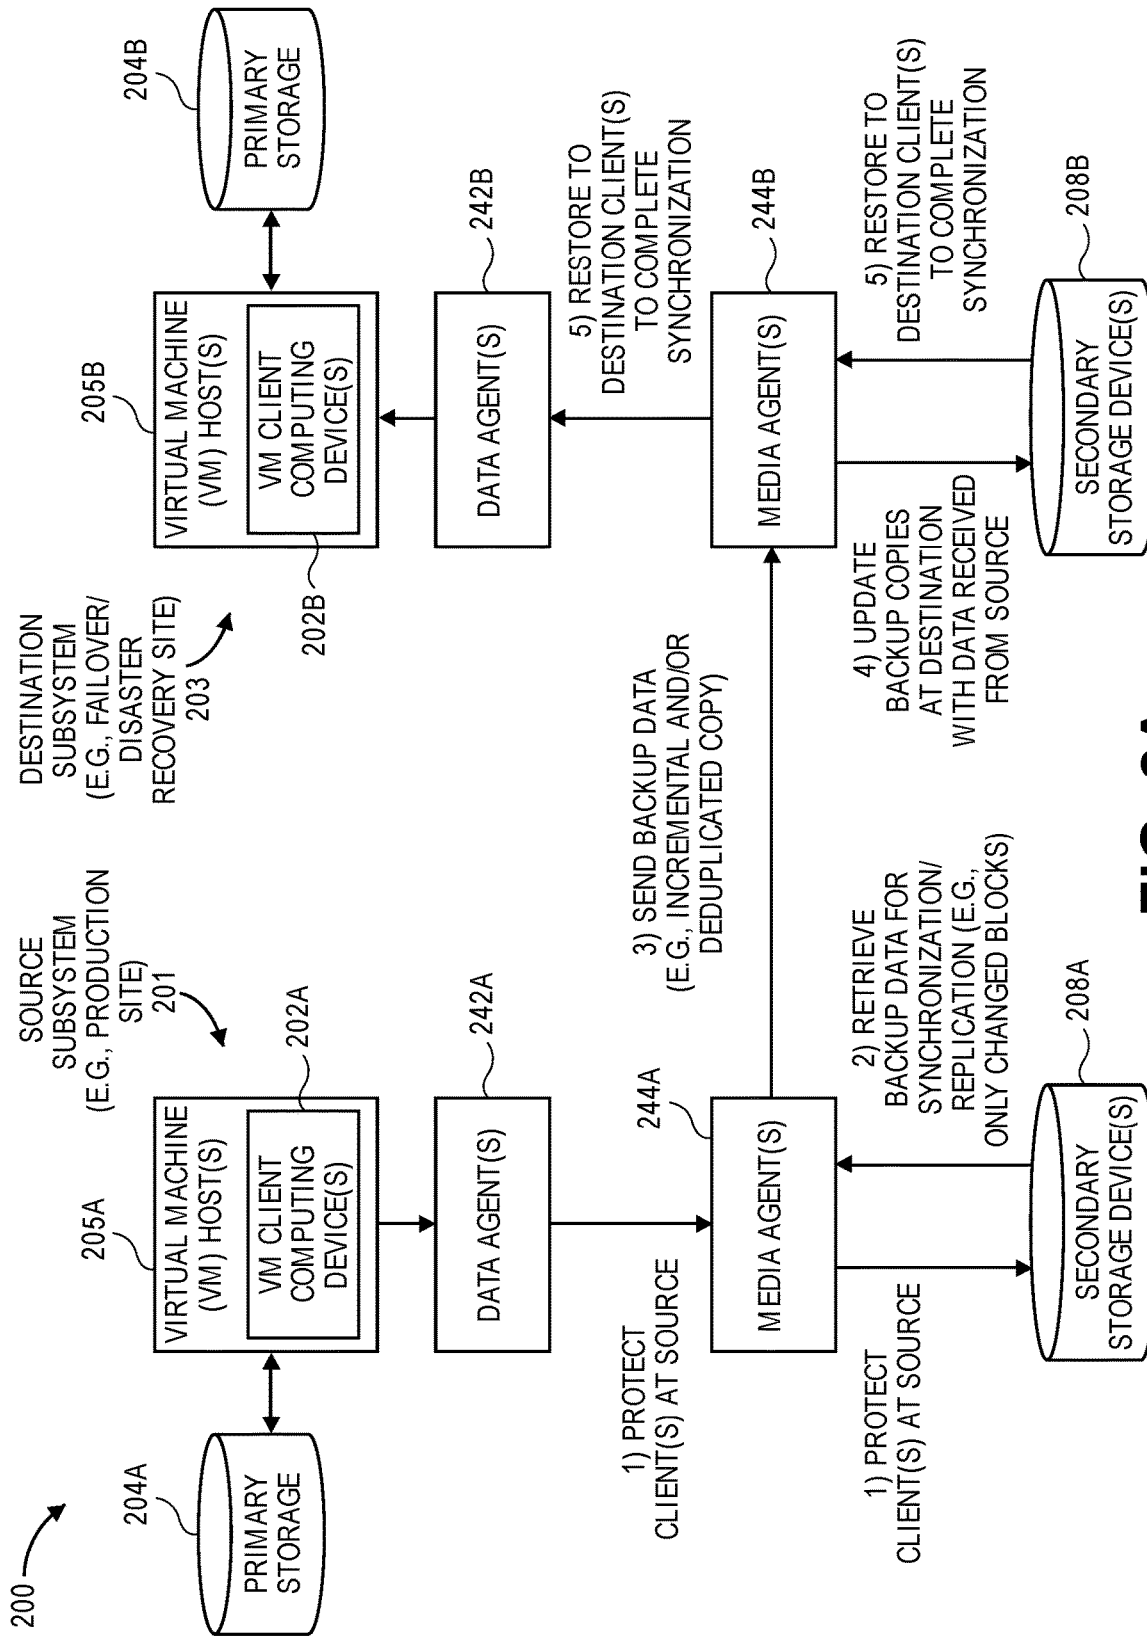 200
204A
PRIMARY
STORAGE
205A
VIRTUAL MACHINE
(VM) HOST(S)
VM CLIENT
COMPUTING
DEVICE(S)
202A
SOURCE
SUBSYSTEM
(E.G., PRODUCTION
SITE)
201
DESTINATION
SUBSYSTEM
(E.G., FAILOVER/
DISASTER
RECOVERY SITE)
203
205B
VIRTUAL MACHINE
(VM) HOST(S)
VM CLIENT
COMPUTING
DEVICE(S)
202B
204B
PRIMARY
STORAGE
DATA AGENT(S)
242A
DATA AGENT(S)
242B
1) PROTECT
CLIENT(S) AT SOURCE
3) SEND BACKUP DATA
(E.G., INCREMENTAL AND/OR
DEDUPLICATED COPY)
5) RESTORE TO
DESTINATION CLIENT(S)
TO COMPLETE
SYNCHRONIZATION
MEDIA AGENT(S)
244A
MEDIA AGENT(S)
244B
1) PROTECT
CLIENT(S) AT SOURCE
2) RETRIEVE
BACKUP DATA FOR
SYNCHRONIZATION/
REPLICATION (E.G.,
ONLY CHANGED BLOCKS)
4) UPDATE
BACKUP COPIES
AT DESTINATION
WITH DATA RECEIVED
FROM SOURCE
5) RESTORE TO
DESTINATION CLIENT(S)
TO COMPLETE
SYNCHRONIZATION
SECONDARY
STORAGE DEVICE(S)
208A
SECONDARY
STORAGE DEVICE(S)
208B